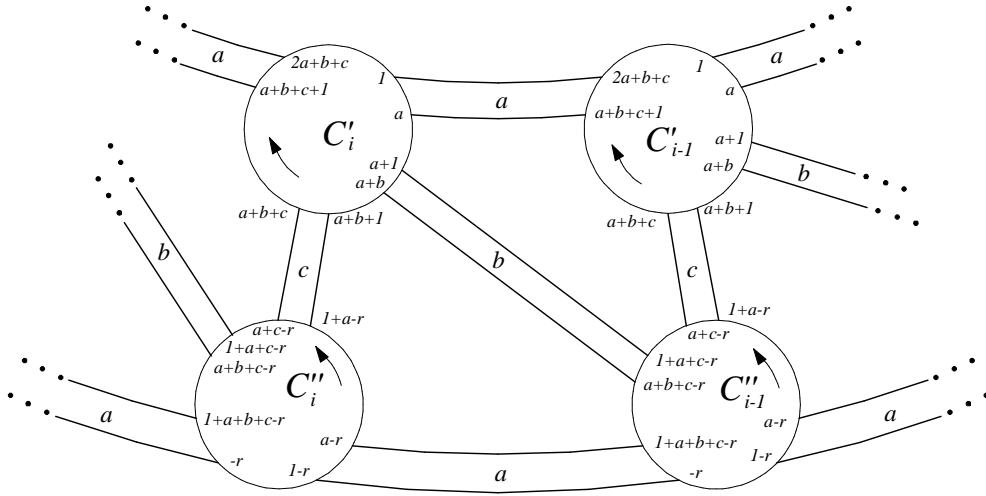 a
2a+b+c
1
a+b+c+1
a
C'i
a+1
a+b
a+b+c
a+b+1
a
2a+b+c
1
a+b+c+1
a
C'i-1
a+1
a+b
a+b+c
a+b+1
a
b
b
c
b
c
a+c-r
1+a-r
1+a+c-r
a+b+c-r
C''i
1+a+b+c-r
a-r
-r
1-r
a
a
a+c-r
1+a-r
1+a+c-r
a+b+c-r
C''i-1
a-r
1+a+b+c-r
1-r
-r
a